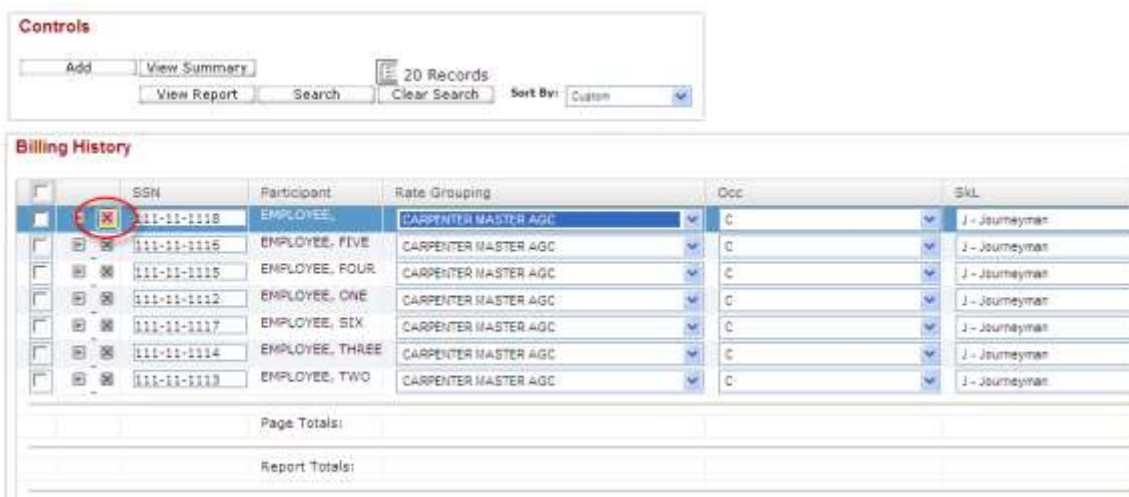 Controls
Add View Summary 20 Records
View Report Search Clear Search Sort By: Custom
Billing History
SSN Participant Rate Grouping Occ SkL
111-11-1118 EMPLOYEE, CARPENTER MASTER AGC C J - Journeyman
111-11-1116 EMPLOYEE, FIVE CARPENTER MASTER AGC C J - Journeyman
111-11-1115 EMPLOYEE, FOUR CARPENTER MASTER AGC C J - Journeyman
111-11-1112 EMPLOYEE, ONE CARPENTER MASTER AGC C J - Journeyman
111-11-1117 EMPLOYEE, SIX CARPENTER MASTER AGC C J - Journeyman
111-11-1114 EMPLOYEE, THREE CARPENTER MASTER AGC C J - Journeyman
111-11-1113 EMPLOYEE, TWO CARPENTER MASTER AGC C J - Journeyman
Page Totals:
Report Totals: